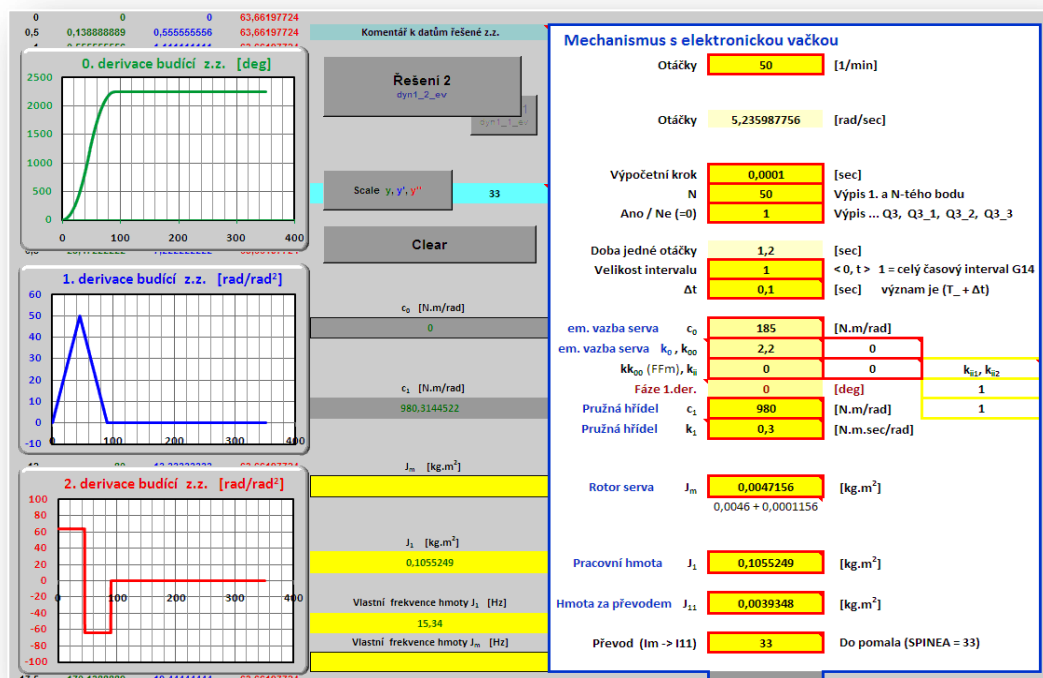 0 0 0 63,66197724
0,5 0,138888889 0,555555556 63,66197724
Komentář k datům řešené z.z.
0. derivace budící z.z. [deg]
2500
2000
1500
1000
500
0
0 100 200 300 400
1. derivace budící z.z. [rad/rad²]
60
50
40
30
20
10
0
-10
0 100 200 300 400
2. derivace budící z.z. [rad/rad²]
100
80
60
40
20
0
-20
-40
-60
-80
-100
0 100 200 300 400
Řešení 2
dyn1_2_ev
dyn1_1_ev
Scale y, y', y''
33
Clear
c₀ [N.m/rad]
0
c₁ [N.m/rad]
980,3144522
Jₘ [kg.m²]
J₁ [kg.m²]
0,1055249
Vlastní frekvence hmoty J₁ [Hz]
15,34
Vlastní frekvence hmoty Jₘ [Hz]
Mechanismus s elektronickou vačkou
Otáčky 50 [1/min]
Otáčky 5,235987756 [rad/sec]
Výpočetní krok 0,0001 [sec]
N 50 Výpis 1. a N-tého bodu
Ano / Ne (=0) 1 Výpis ... Q3, Q3_1, Q3_2, Q3_3
Doba jedné otáčky 1,2 [sec]
Velikost intervalu 1 < 0, t > 1 = celý časový interval G14
Δt 0,1 [sec] význam je (T_ + Δt)
em. vazba serva c₀ 185 [N.m/rad]
em. vazba serva k₀ , k₀₀ 2,2 0
kk₀₀ (FFm), kᵢᵢ 0 0 kᵢᵢ₁, kᵢᵢ₂
Fáze 1.der. 0 [deg] 1
Pružná hřídel c₁ 980 [N.m/rad] 1
Pružná hřídel k₁ 0,3 [N.m.sec/rad]
Rotor serva Jₘ 0,0047156 [kg.m²]
0,0046 + 0,0001156
Pracovní hmota J₁ 0,1055249 [kg.m²]
Hmota za převodem J₁₁ 0,0039348 [kg.m²]
Převod (Im -> I11) 33 Do pomala (SPINEA = 33)